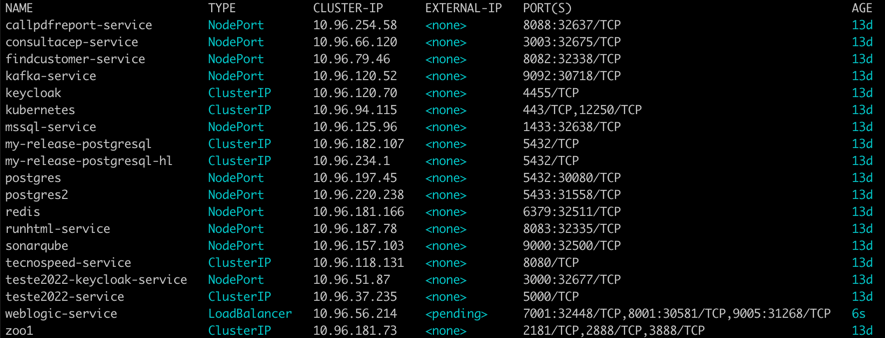 NAME TYPE CLUSTER-IP EXTERNAL-IP PORT(S) AGE
callpdfreport-service NodePort 10.96.254.58 <none> 8088:32637/TCP 13d
consultacep-service NodePort 10.96.66.120 <none> 3003:32675/TCP 13d
findcustomer-service NodePort 10.96.79.46 <none> 8082:32338/TCP 13d
kafka-service NodePort 10.96.120.52 <none> 9092:30718/TCP 13d
keycloak ClusterIP 10.96.120.70 <none> 4455/TCP 13d
kubernetes ClusterIP 10.96.94.115 <none> 443/TCP,12250/TCP 13d
mssql-service NodePort 10.96.125.96 <none> 1433:32638/TCP 13d
my-release-postgresql ClusterIP 10.96.182.107 <none> 5432/TCP 13d
my-release-postgresql-hl ClusterIP 10.96.234.1 <none> 5432/TCP 13d
postgres NodePort 10.96.197.45 <none> 5432:30080/TCP 13d
postgres2 NodePort 10.96.220.238 <none> 5433:31558/TCP 13d
redis NodePort 10.96.181.166 <none> 6379:32511/TCP 13d
runhtml-service NodePort 10.96.187.78 <none> 8083:32335/TCP 13d
sonarqube NodePort 10.96.157.103 <none> 9000:32500/TCP 13d
tecnospeed-service ClusterIP 10.96.118.131 <none> 8080/TCP 13d
teste2022-keycloak-service NodePort 10.96.51.87 <none> 3000:32677/TCP 13d
teste2022-service ClusterIP 10.96.37.235 <none> 5000/TCP 13d
weblogic-service LoadBalancer 10.96.56.214 <pending> 7001:32448/TCP,8001:30581/TCP,9005:31268/TCP 6s
zoo1 ClusterIP 10.96.181.73 <none> 2181/TCP,2888/TCP,3888/TCP 13d